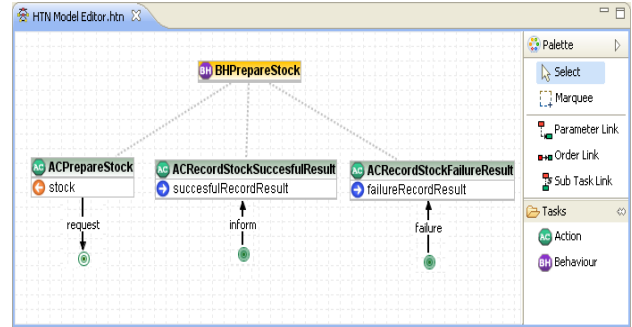 HTN Model Editor.htn
BHPrepareStock
BH
AC ACPrepareStock
stock
request
AC ACRecordStockSuccesfulResult
succesfulRecordResult
inform
AC ACRecordStockFailureResult
failureRecordResult
failure
Palette
Select
Marquee
Parameter Link
Order Link
Sub Task Link
Tasks
AC Action
BH Behaviour